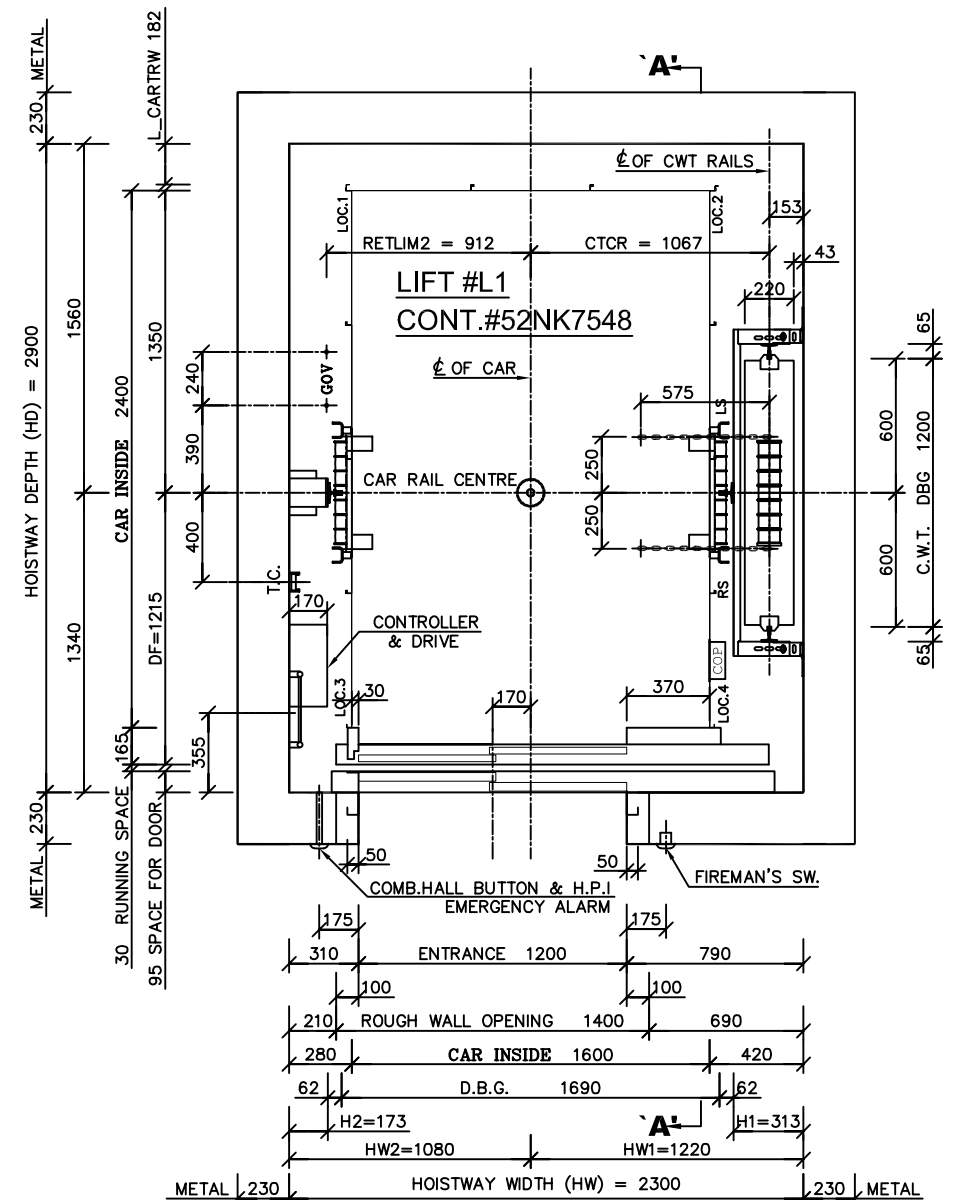 METAL
230
L_CARTRW 182
`A'
℄ OF CWT RAILS
153
43
220
65
LOC.1
LOC.2
RETLIM2 = 912
CTCR = 1067
LIFT #L1
CONT.#52NK7548
℄ OF CAR
HOISTWAY DEPTH (HD) = 2900
1560
CAR INSIDE 2400
1350
240
GOV
390
575
LS
250
250
CAR RAIL CENTRE
600
C.W.T. DBG 1200
600
65
400
T.C.
170
CONTROLLER
& DRIVE
RS
COP
1340
DF=1215
LOC.3
30
170
370
LOC.4
165
355
METAL 230
30 RUNNING SPACE
95 SPACE FOR DOOR
50
50
FIREMAN'S SW.
COMB.HALL BUTTON & H.P.I
EMERGENCY ALARM
175
175
310
ENTRANCE 1200
790
100
100
210
ROUGH WALL OPENING 1400
690
280
CAR INSIDE 1600
420
62
D.B.G. 1690
62
H2=173
`A'
H1=313
HW2=1080
HW1=1220
METAL
230
HOISTWAY WIDTH (HW) = 2300
230
METAL